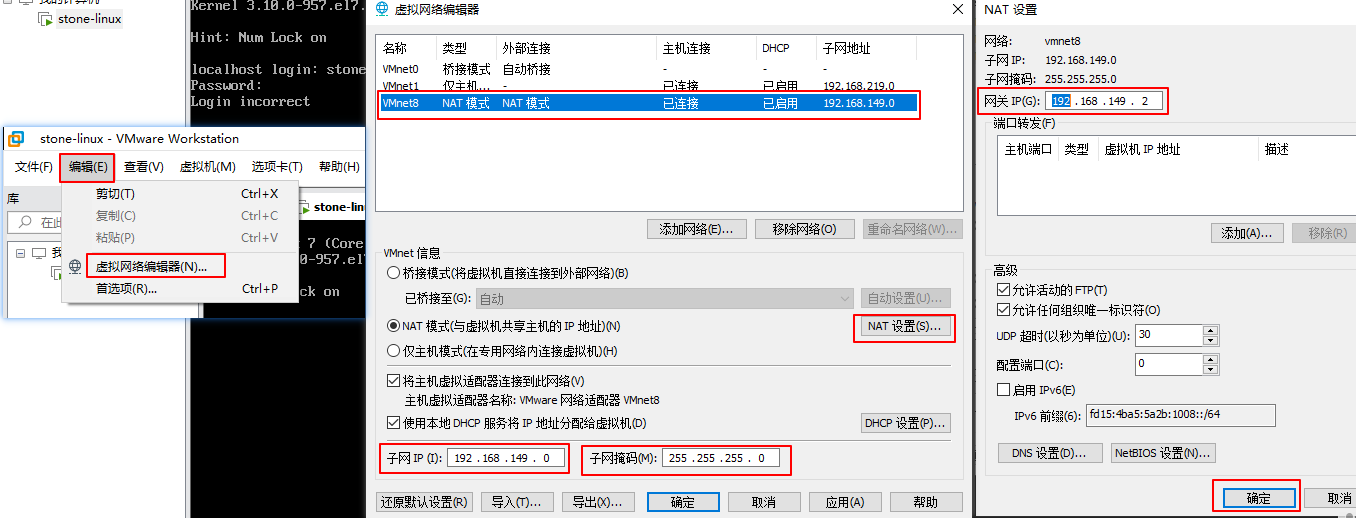 我的计算机
stone-linux
Kernel 3.10.0-957.el7.
Hint: Num Lock on
localhost login: stone
Password:
Login incorrect
stone-linux - VMware Workstation
文件(F) 编辑(E) 查看(V) 虚拟机(M) 选项卡(T) 帮助(H)
库
剪切(T) Ctrl+X
复制(C) Ctrl+C
粘贴(P) Ctrl+V
虚拟网络编辑器(N)...
首选项(R)... Ctrl+P
在此
我
stone-lin
7 (Core
0-957.el7
ck on
虚拟网络编辑器
名称 类型 外部连接 主机连接 DHCP 子网地址
VMnet0 桥接模式 自动桥接 - - -
VMnet1 仅主机... - 已连接 已启用 192.168.219.0
VMnet8 NAT 模式 NAT 模式 已连接 已启用 192.168.149.0
添加网络(E)... 移除网络(O) 重命名网络(W)...
VMnet 信息
桥接模式(将虚拟机直接连接到外部网络)(B)
已桥接至(G): 自动 自动设置(U)...
NAT 模式(与虚拟机共享主机的 IP 地址)(N) NAT 设置(S)...
仅主机模式(在专用网络内连接虚拟机)(H)
将主机虚拟适配器连接到此网络(V)
主机虚拟适配器名称: VMware 网络适配器 VMnet8
使用本地 DHCP 服务将 IP 地址分配给虚拟机(D) DHCP 设置(P)...
子网 IP (I): 192 . 168 . 149 . 0 子网掩码(M): 255 . 255 . 255 . 0
还原默认设置(R) 导入(T)... 导出(X)... 确定 取消 应用(A) 帮助
NAT 设置
网络: vmnet8
子网 IP: 192.168.149.0
子网掩码: 255.255.255.0
网关 IP(G): 192 . 168 . 149 . 2
端口转发(F)
主机端口 类型 虚拟机 IP 地址 描述
添加(A)... 移除(R)
高级
允许活动的 FTP(T)
允许任何组织唯一标识符(O)
UDP 超时(以秒为单位)(U): 30
配置端口(C): 0
启用 IPv6(E)
IPv6 前缀(6): fd15:4ba5:5a2b:1008::/64
DNS 设置(D)... NetBIOS 设置(N)...
确定 取消